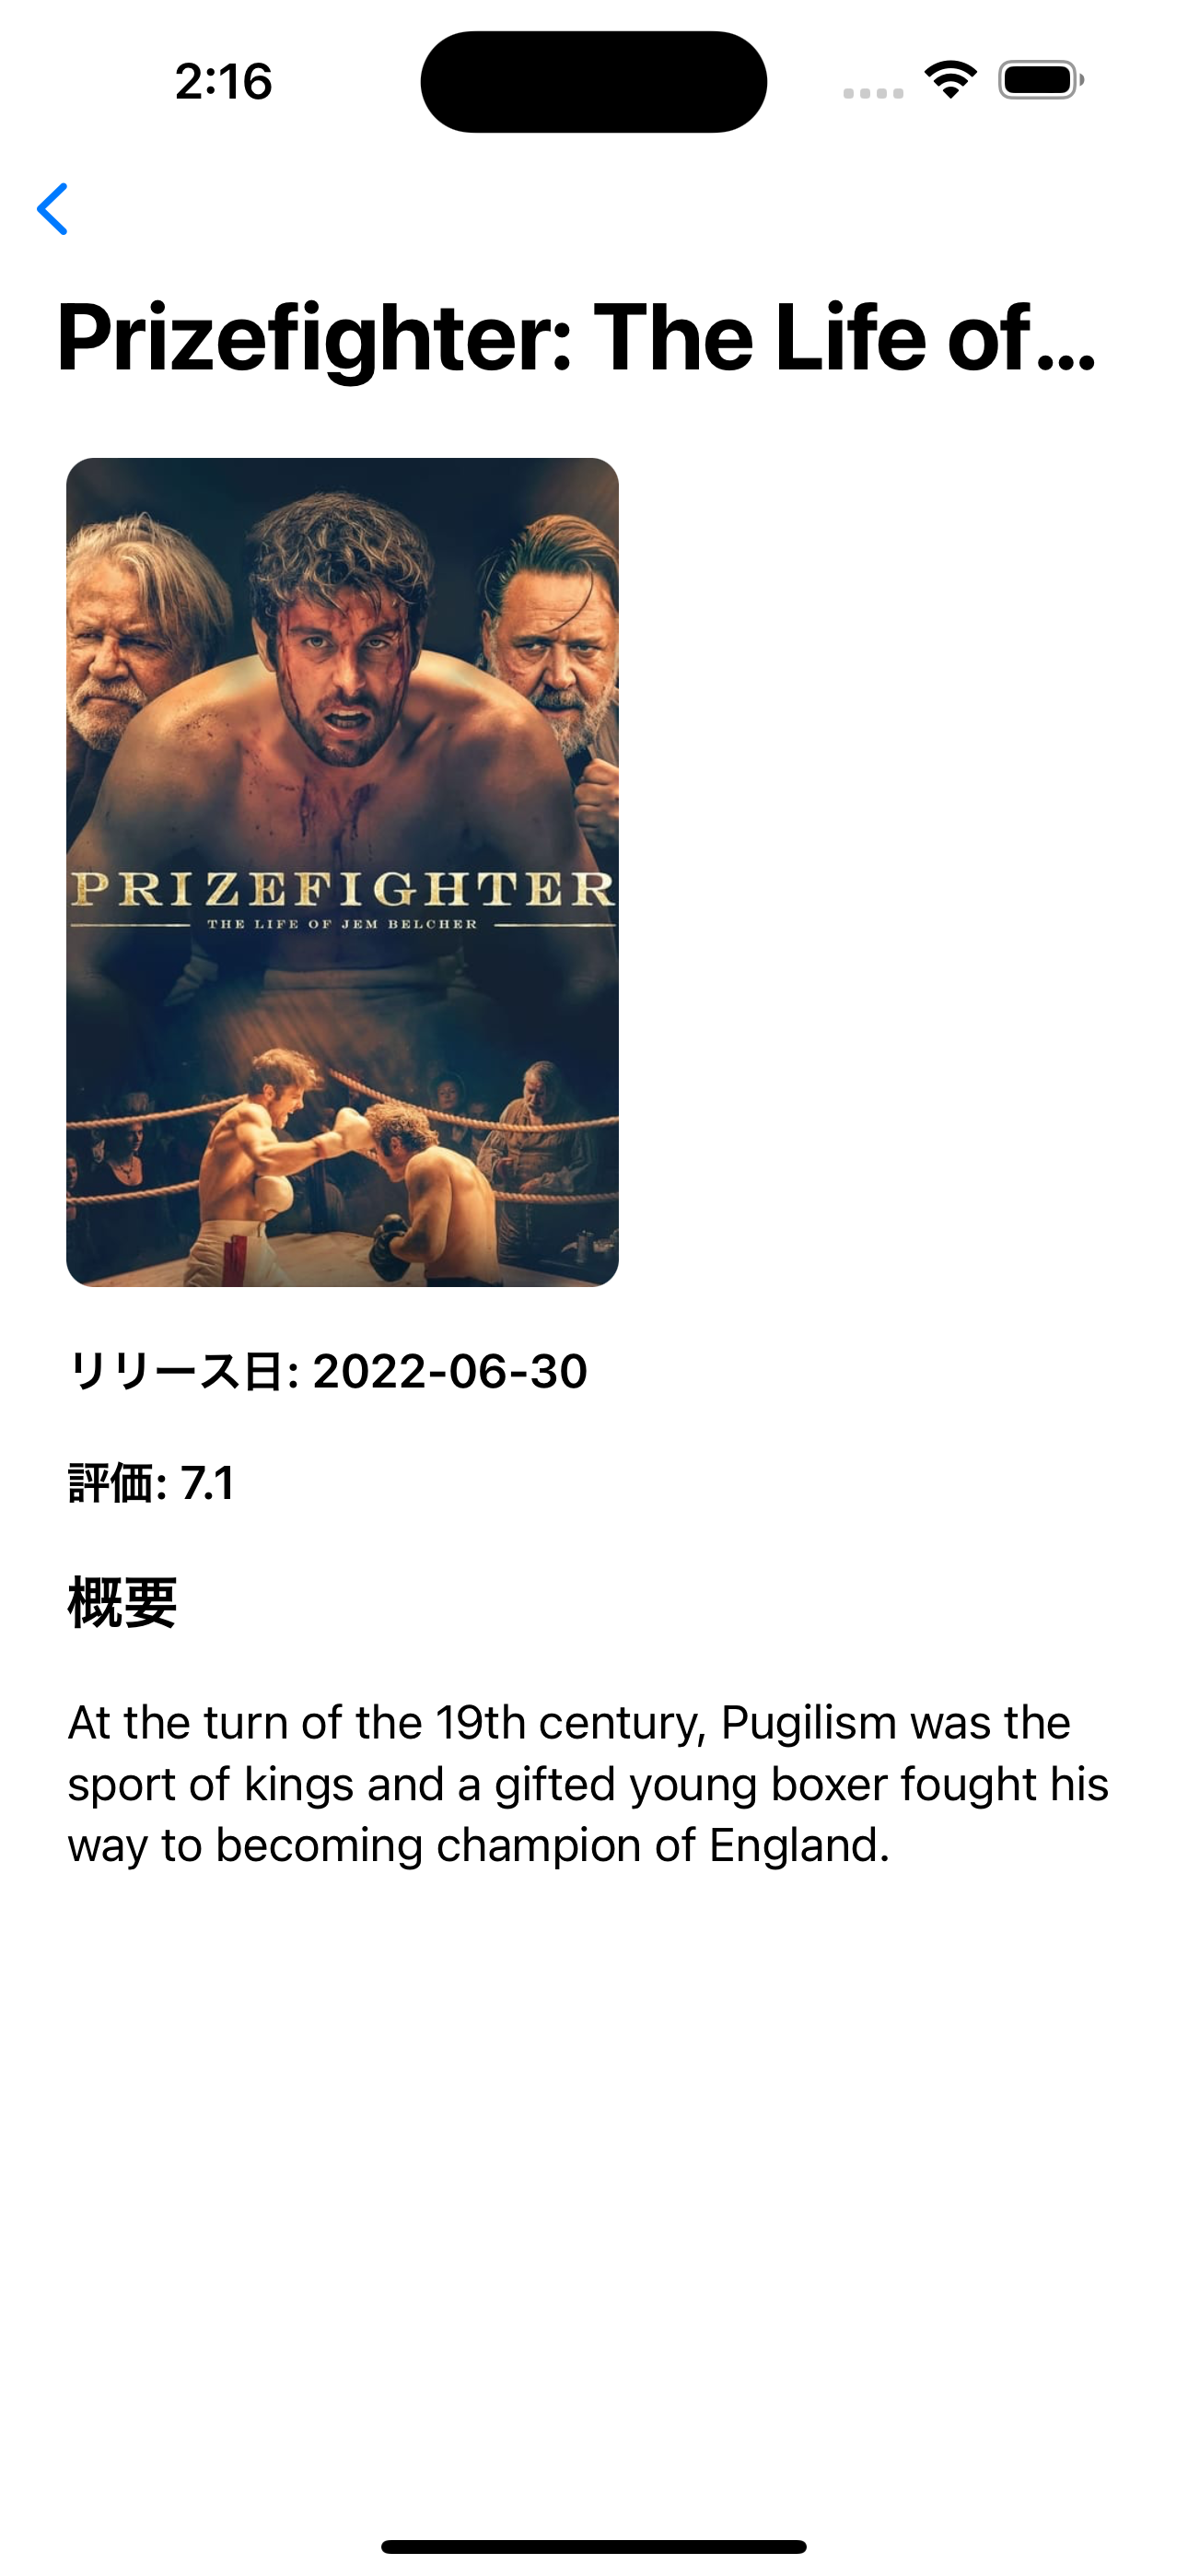 2:16
Prizefighter: The Life of...
PRIZEFIGHTER
THE LIFE OF JEM BELCHER
リリース日: 2022-06-30
評価: 7.1
概要
At the turn of the 19th century, Pugilism was the
sport of kings and a gifted young boxer fought his
way to becoming champion of England.